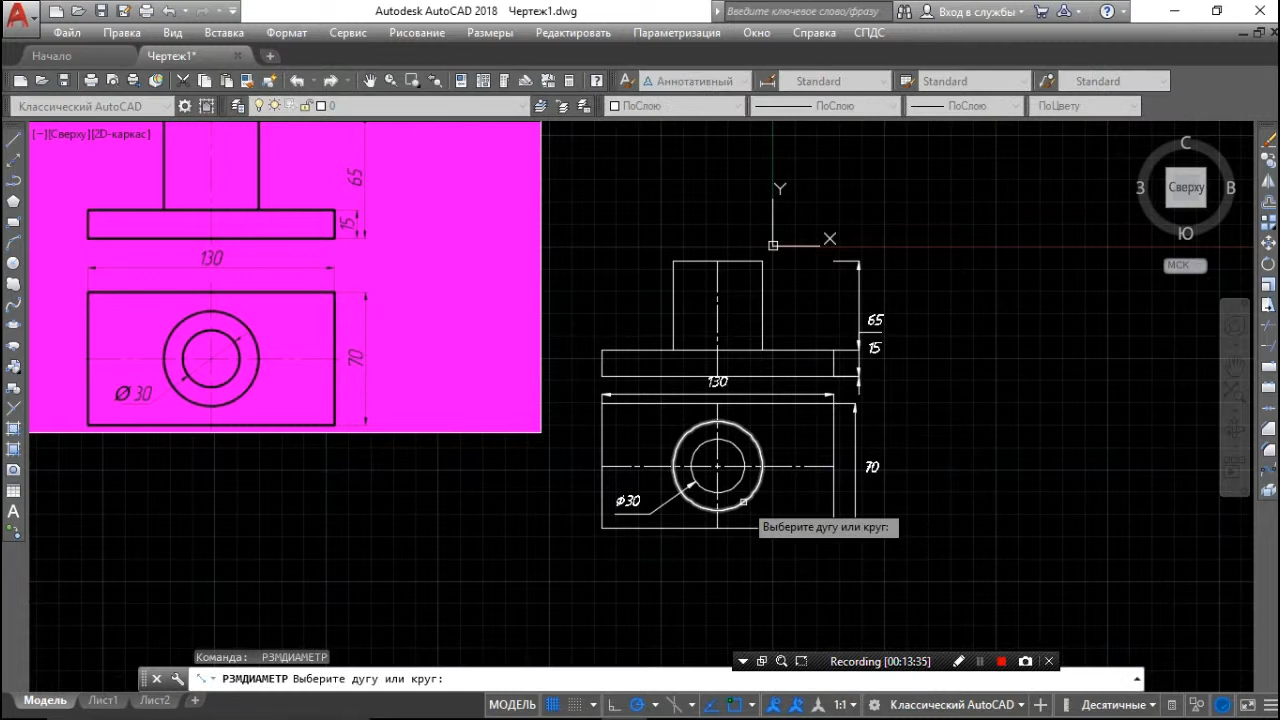 Autodesk AutoCAD 2018 Чертеж1.dwg
Введите ключевое слово/фразу
Вход в службы
Файл Правка Вид Вставка Формат Сервис Рисование Размеры Редактировать Параметризация Окно Справка СПДС
Начало Чертеж1*
Аннотативный Standard Standard Standard
Классический AutoCAD 0 ПоСлою ПоСлою ПоСлою ПоЦвету
[−][Сверху][2D-каркас]
65
15
130
70
Ø 30
Y
X
65
15
130
70
Ø30
С
З Сверху В
Ю
МСК
Выберите дугу или круг:
Команда: РЗМДИАМЕТР
Recording [00:13:35]
РЗМДИАМЕТР Выберите дугу или круг:
Модель Лист1 Лист2
МОДЕЛЬ 1:1 Классический AutoCAD Десятичные